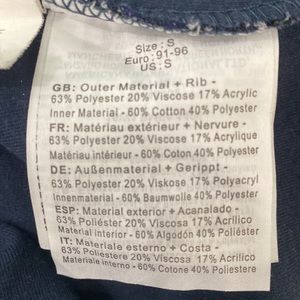 Size: S
Euro: 91-96
US: S
GB: Outer Material + Rib -
63% Polyester 20% Viscose 17% Acrylic
Inner Material - 60% Cotton 40% Polyester
FR: Matériau extérieur + Nervure -
63% Polyester 20% Viscose 17% Acrylique
Matériau intérieur - 60% Coton 40% Polyester
DE: Außenmaterial + Gerippt -
63% Polyester 20% Viskose 17% Polyacryl
Innenmaterial - 60% Baumwolle 40% Polyester
ESP: Material exterior + Acanalado -
63% Poliéster 20% Viscosa 17% Acrílico
Material interior - 60% Algodón 40% Poliéster
IT: Materiale esterno + Costa -
63% Poliestere 20% Viscosa 17% Acrilico
Materiale interno - 60% Cotone 40% Poliestere